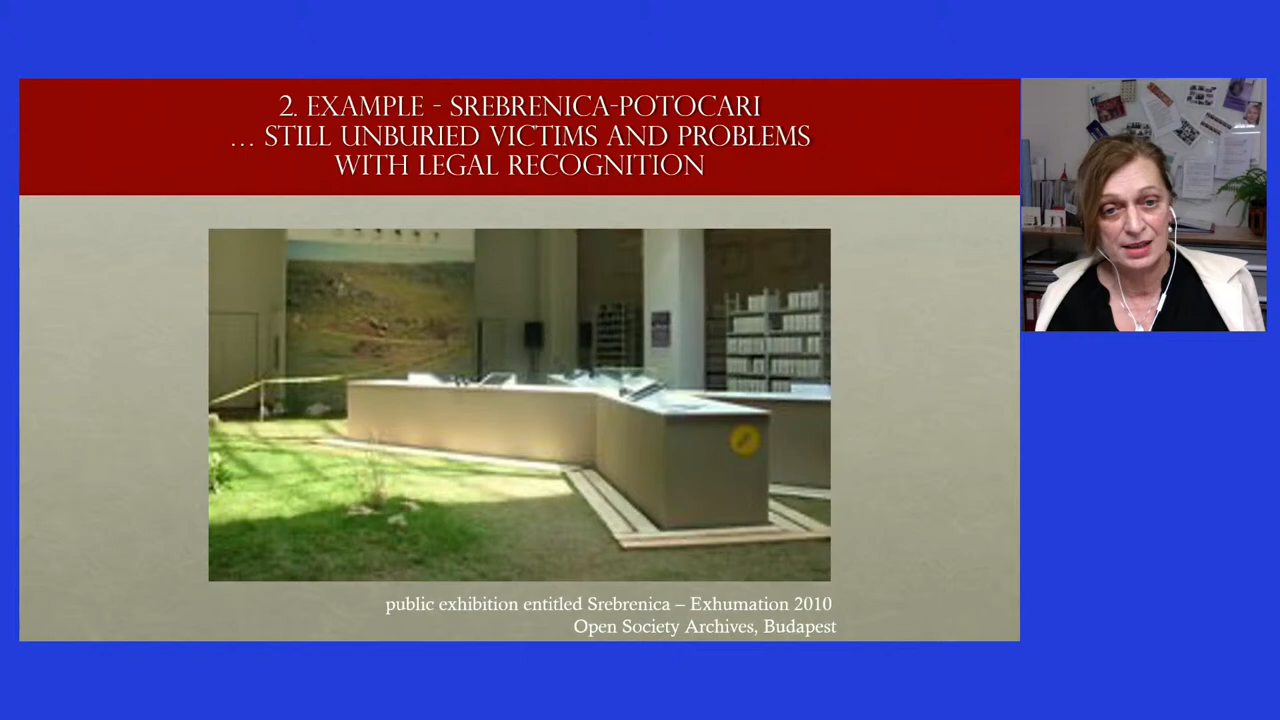 2. EXAMPLE - SREBRENICA-POTOCARI
... STILL UNBURIED VICTIMS AND PROBLEMS
WITH LEGAL RECOGNITION
public exhibition entitled Srebrenica – Exhumation 2010
Open Society Archives, Budapest